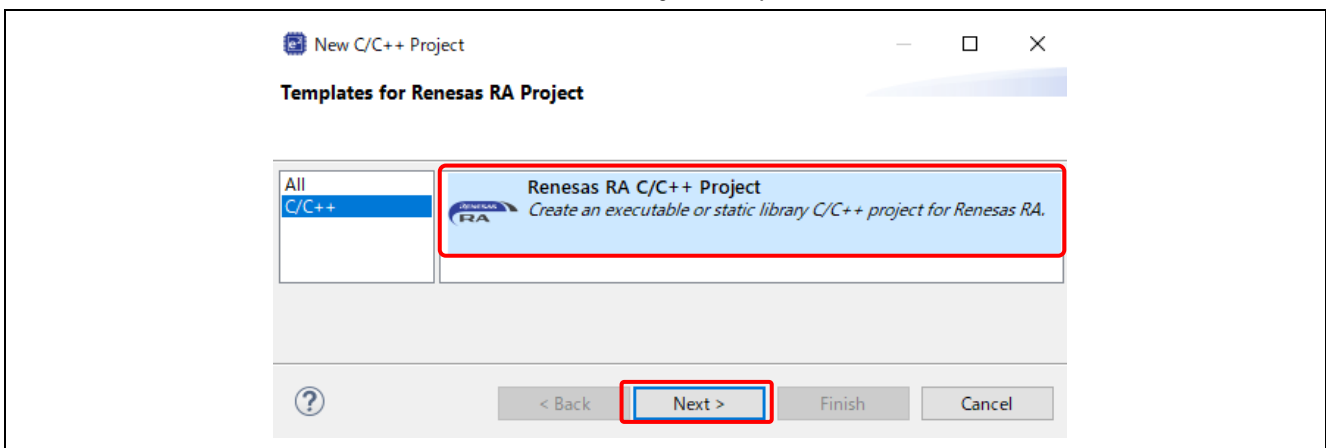 New C/C++ Project
Templates for Renesas RA Project
All
C/C++
RENESAS
RA
Renesas RA C/C++ Project
Create an executable or static library C/C++ project for Renesas RA.
?
< Back
Next >
Finish
Cancel